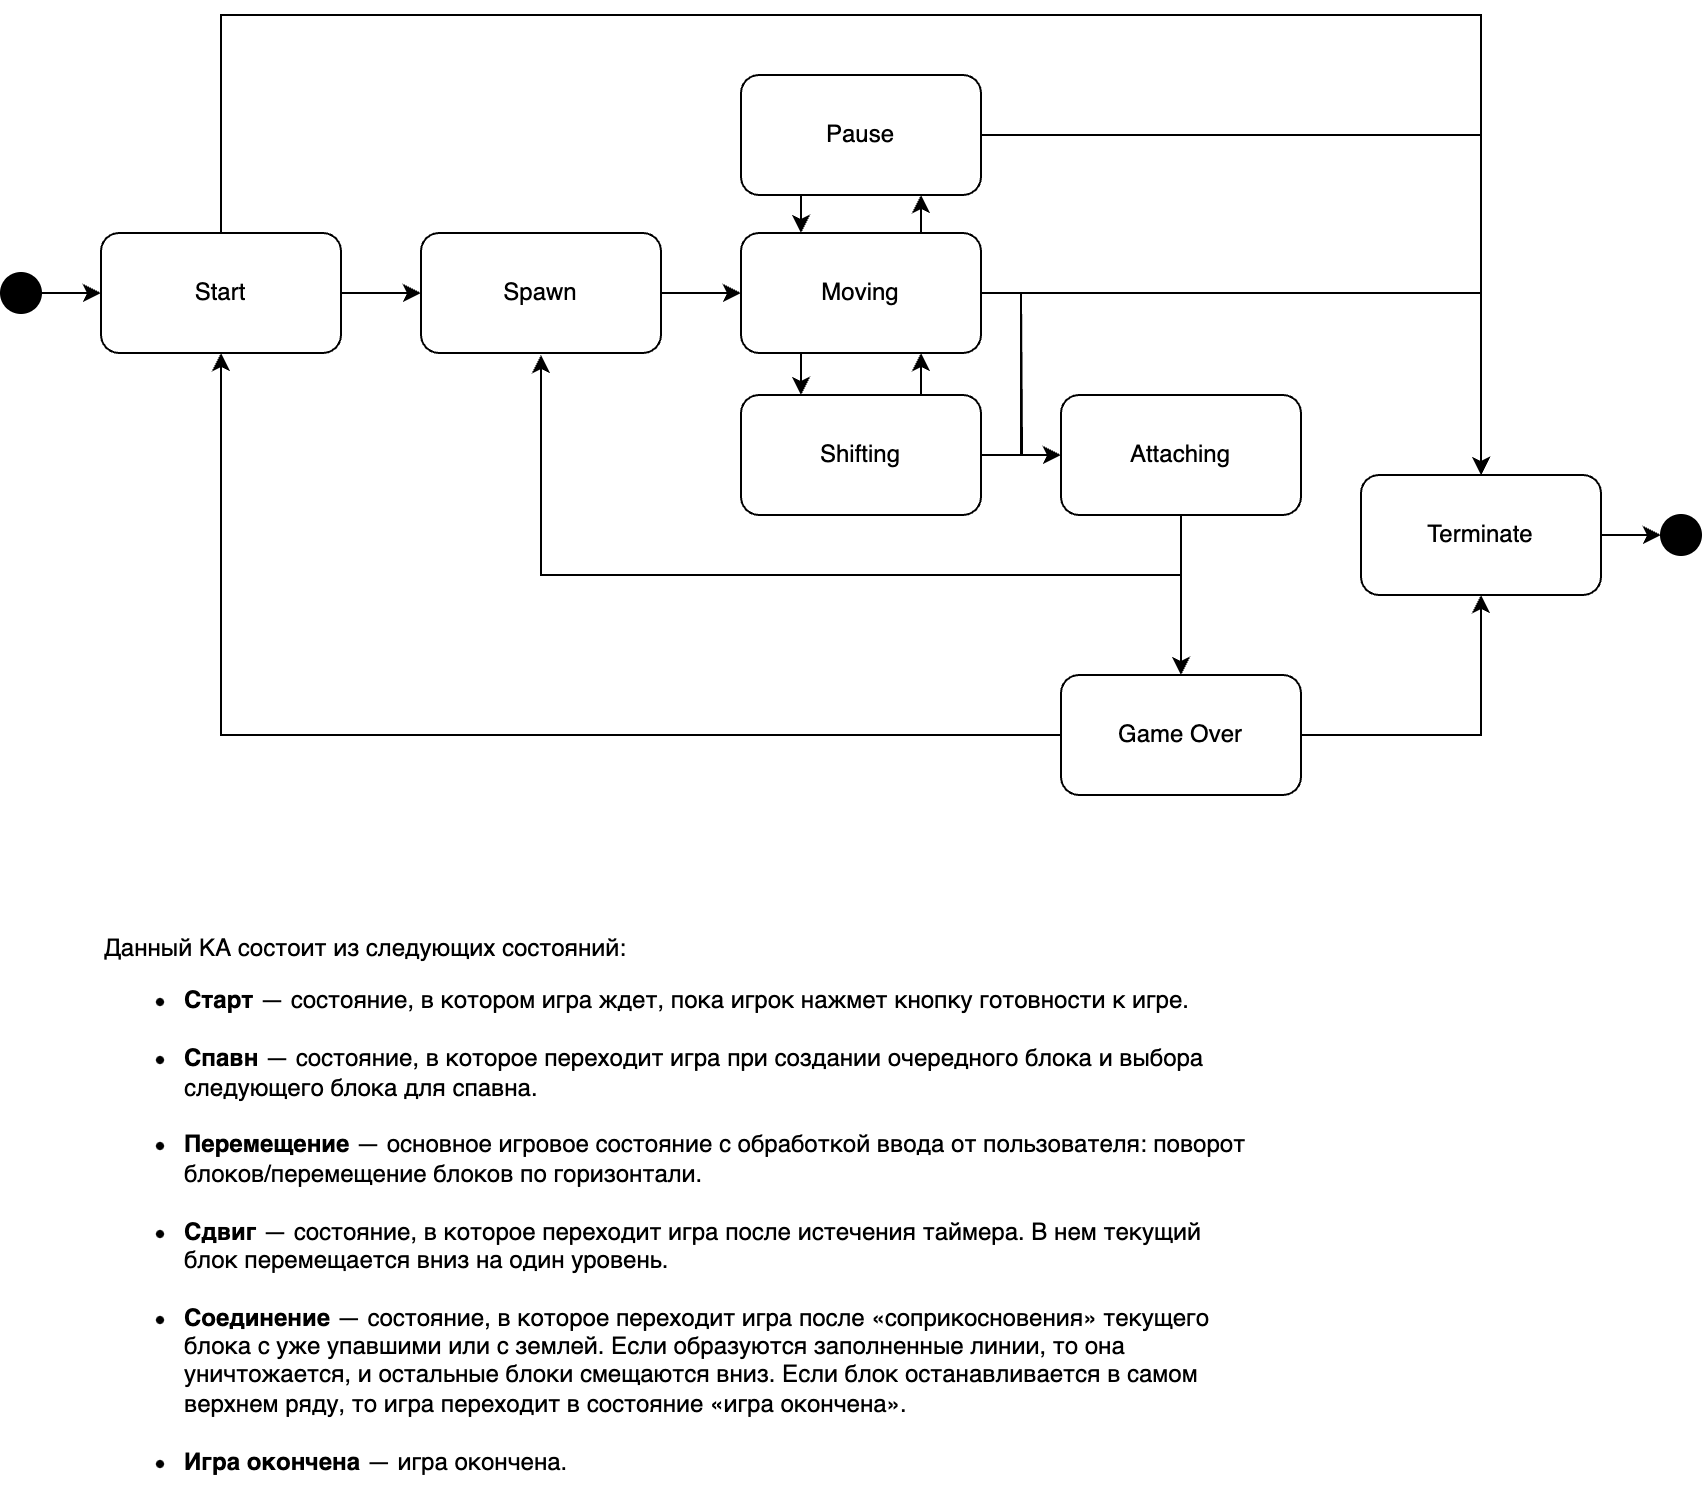 Pause
Start
Spawn
Moving
Shifting
Attaching
Terminate
Game Over
Данный КА состоит из следующих состояний:
• Старт — состояние, в котором игра ждет, пока игрок нажмет кнопку готовности к игре.
• Спавн — состояние, в которое переходит игра при создании очередного блока и выбора
следующего блока для спавна.
• Перемещение — основное игровое состояние с обработкой ввода от пользователя: поворот
блоков/перемещение блоков по горизонтали.
• Сдвиг — состояние, в которое переходит игра после истечения таймера. В нем текущий
блок перемещается вниз на один уровень.
• Соединение — состояние, в которое переходит игра после «соприкосновения» текущего
блока с уже упавшими или с землей. Если образуются заполненные линии, то она
уничтожается, и остальные блоки смещаются вниз. Если блок останавливается в самом
верхнем ряду, то игра переходит в состояние «игра окончена».
• Игра окончена — игра окончена.